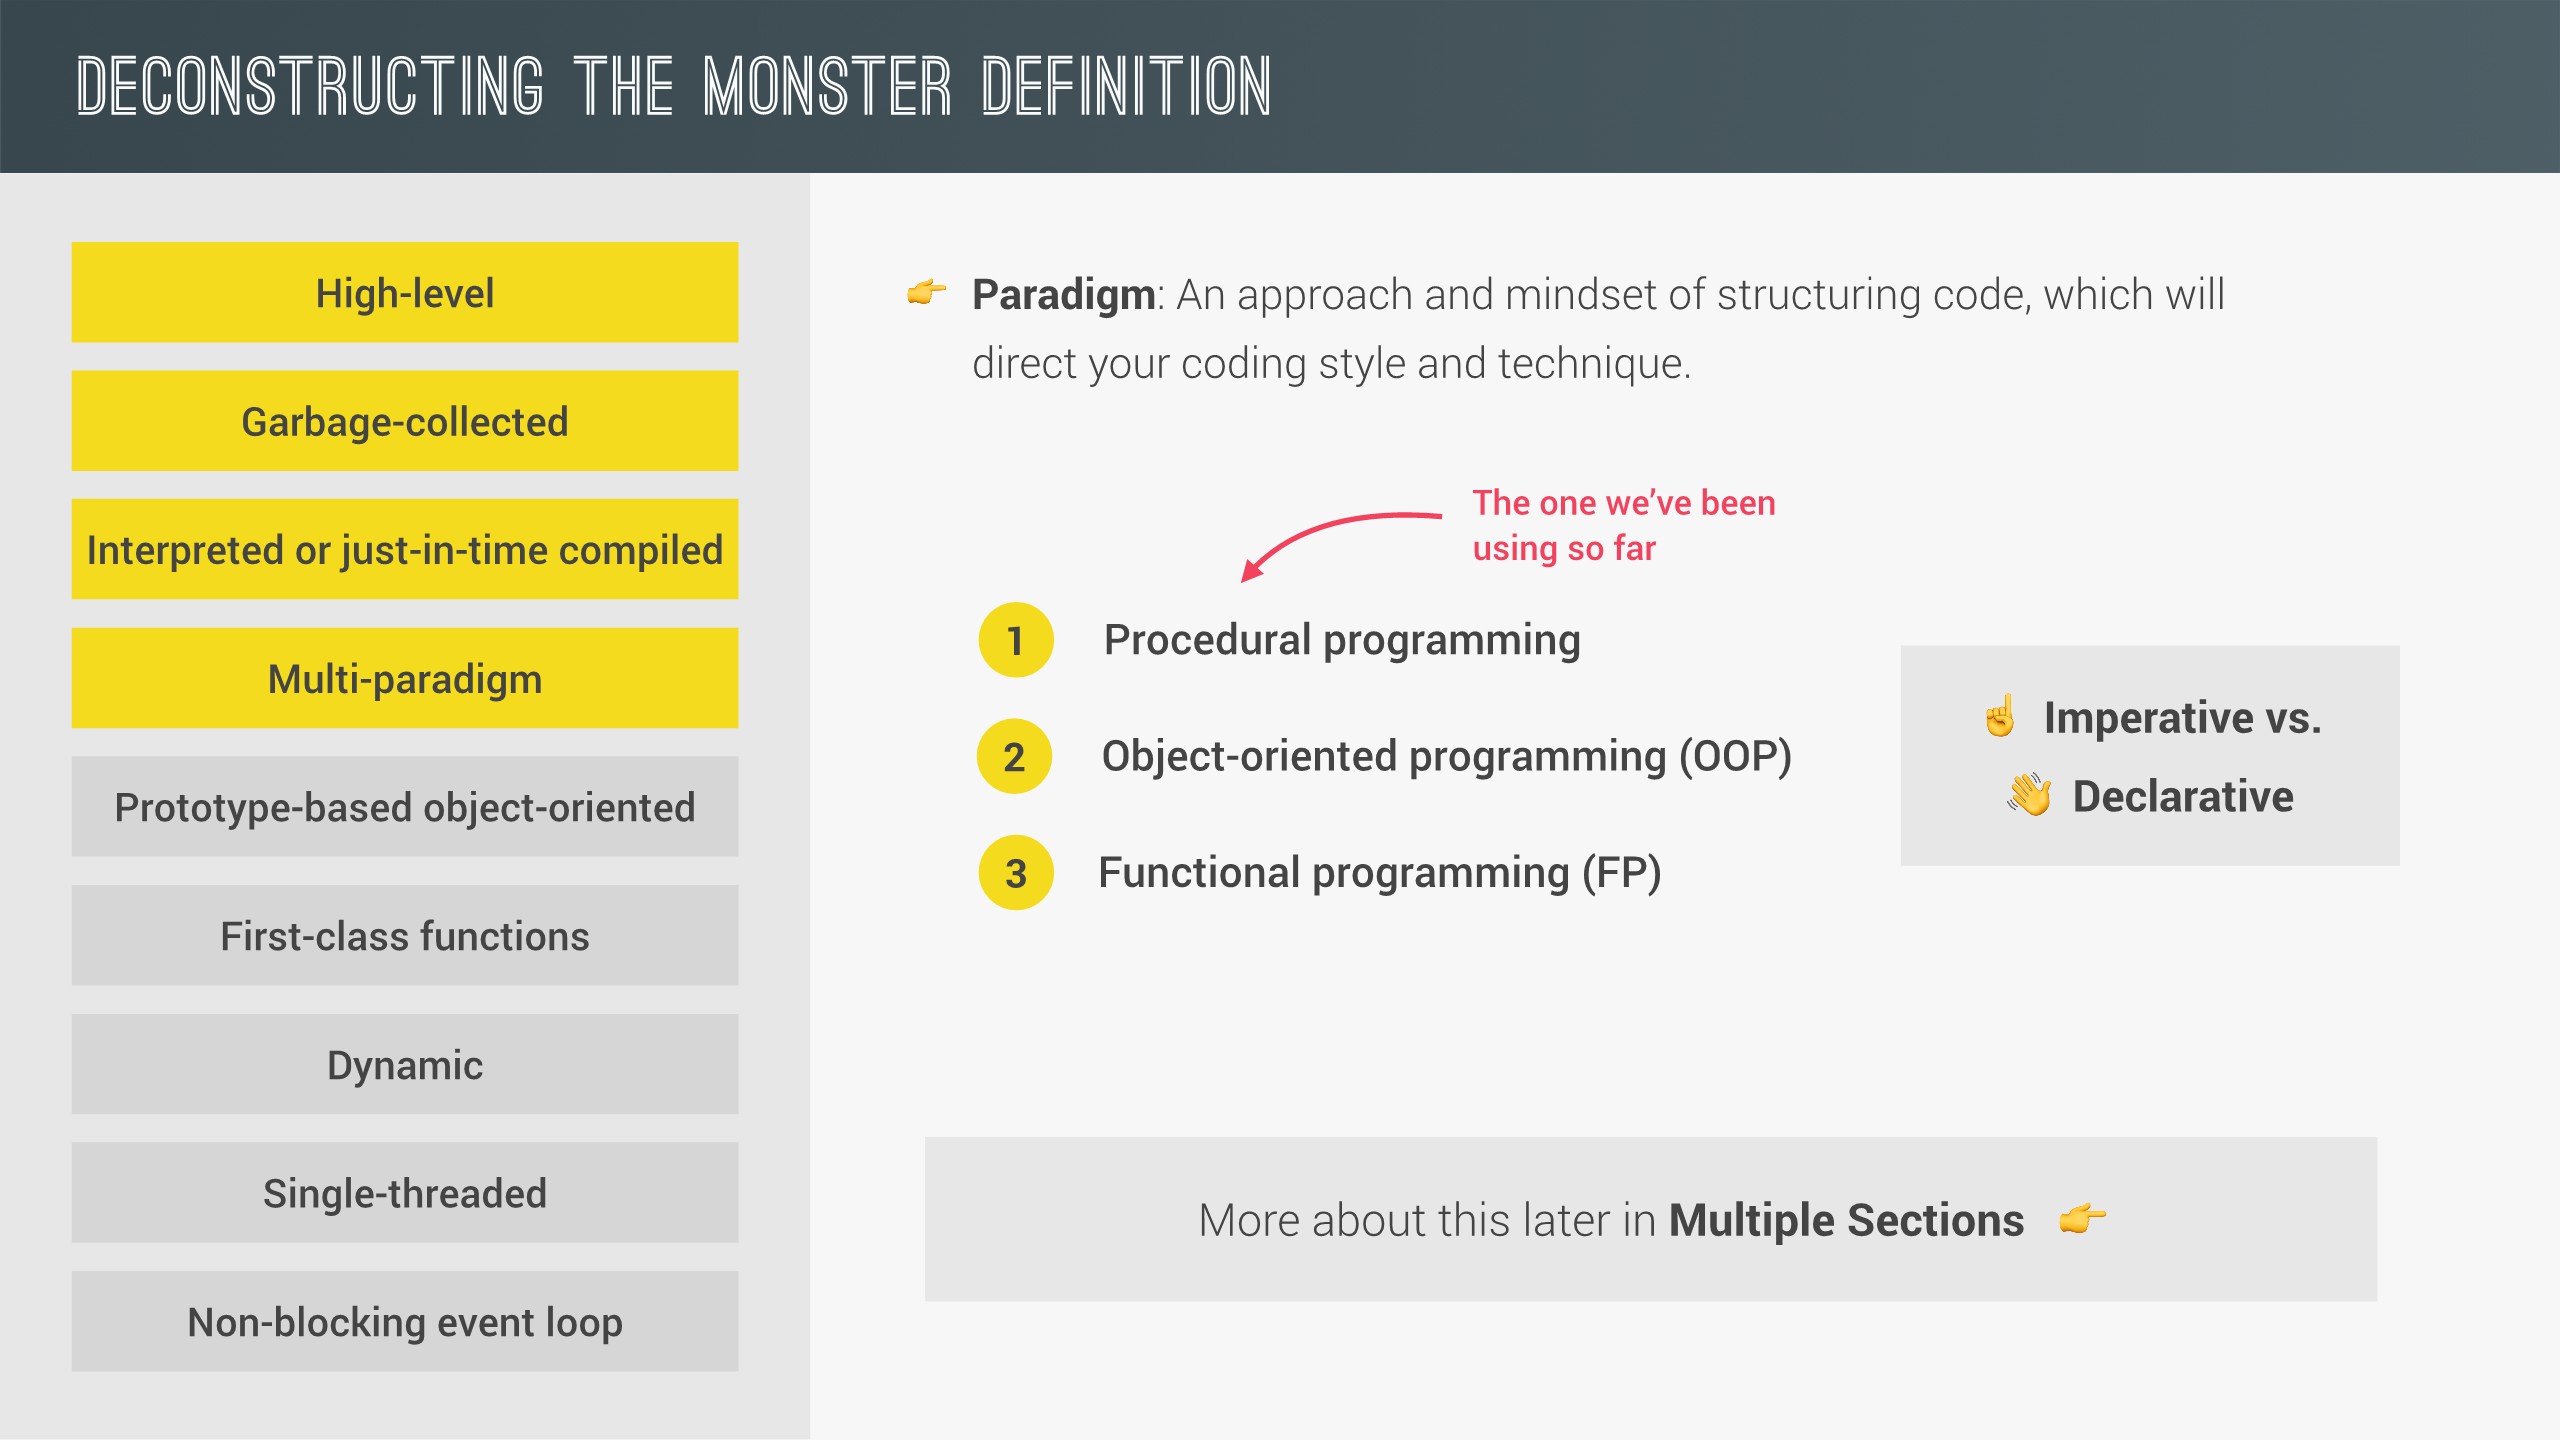 DECONSTRUCTING THE MONSTER DEFINITION
High-level
Garbage-collected
Interpreted or just-in-time compiled
Multi-paradigm
Prototype-based object-oriented
First-class functions
Dynamic
Single-threaded
Non-blocking event loop
👉 Paradigm: An approach and mindset of structuring code, which will
direct your coding style and technique.
The one we’ve been
using so far
1 Procedural programming
2 Object-oriented programming (OOP)
3 Functional programming (FP)
☝️ Imperative vs.
👋 Declarative
More about this later in Multiple Sections 👉